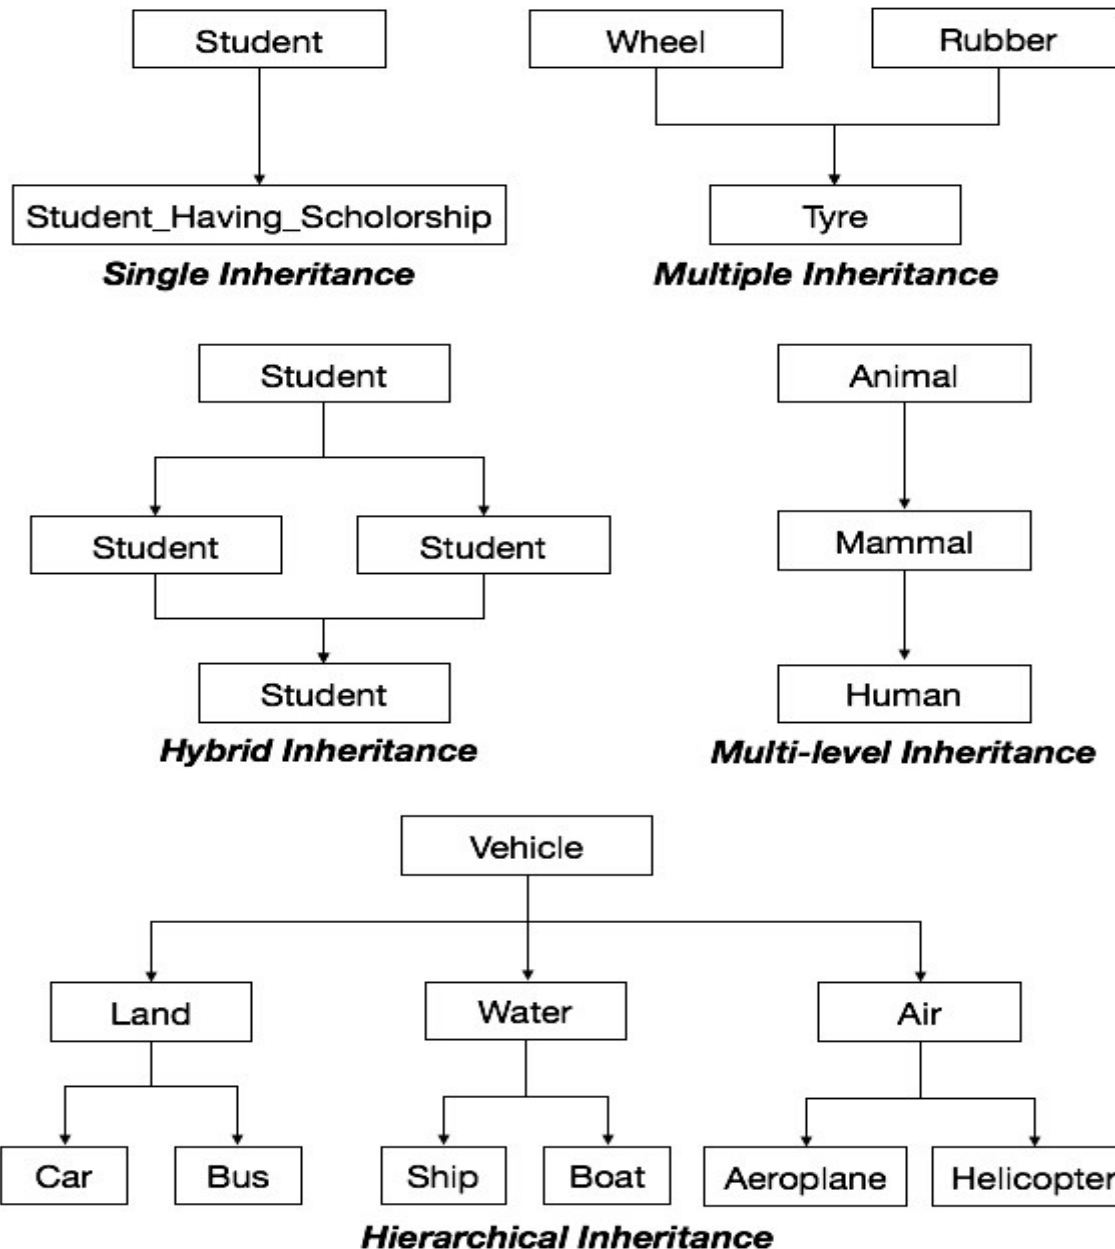 Student
Wheel
Rubber
Student_Having_Scholorship
Tyre
Single Inheritance
Multiple Inheritance
Student
Animal
Student
Student
Mammal
Student
Human
Hybrid Inheritance
Multi-level Inheritance
Vehicle
Land
Water
Air
Car
Bus
Ship
Boat
Aeroplane
Helicopter
Hierarchical Inheritance